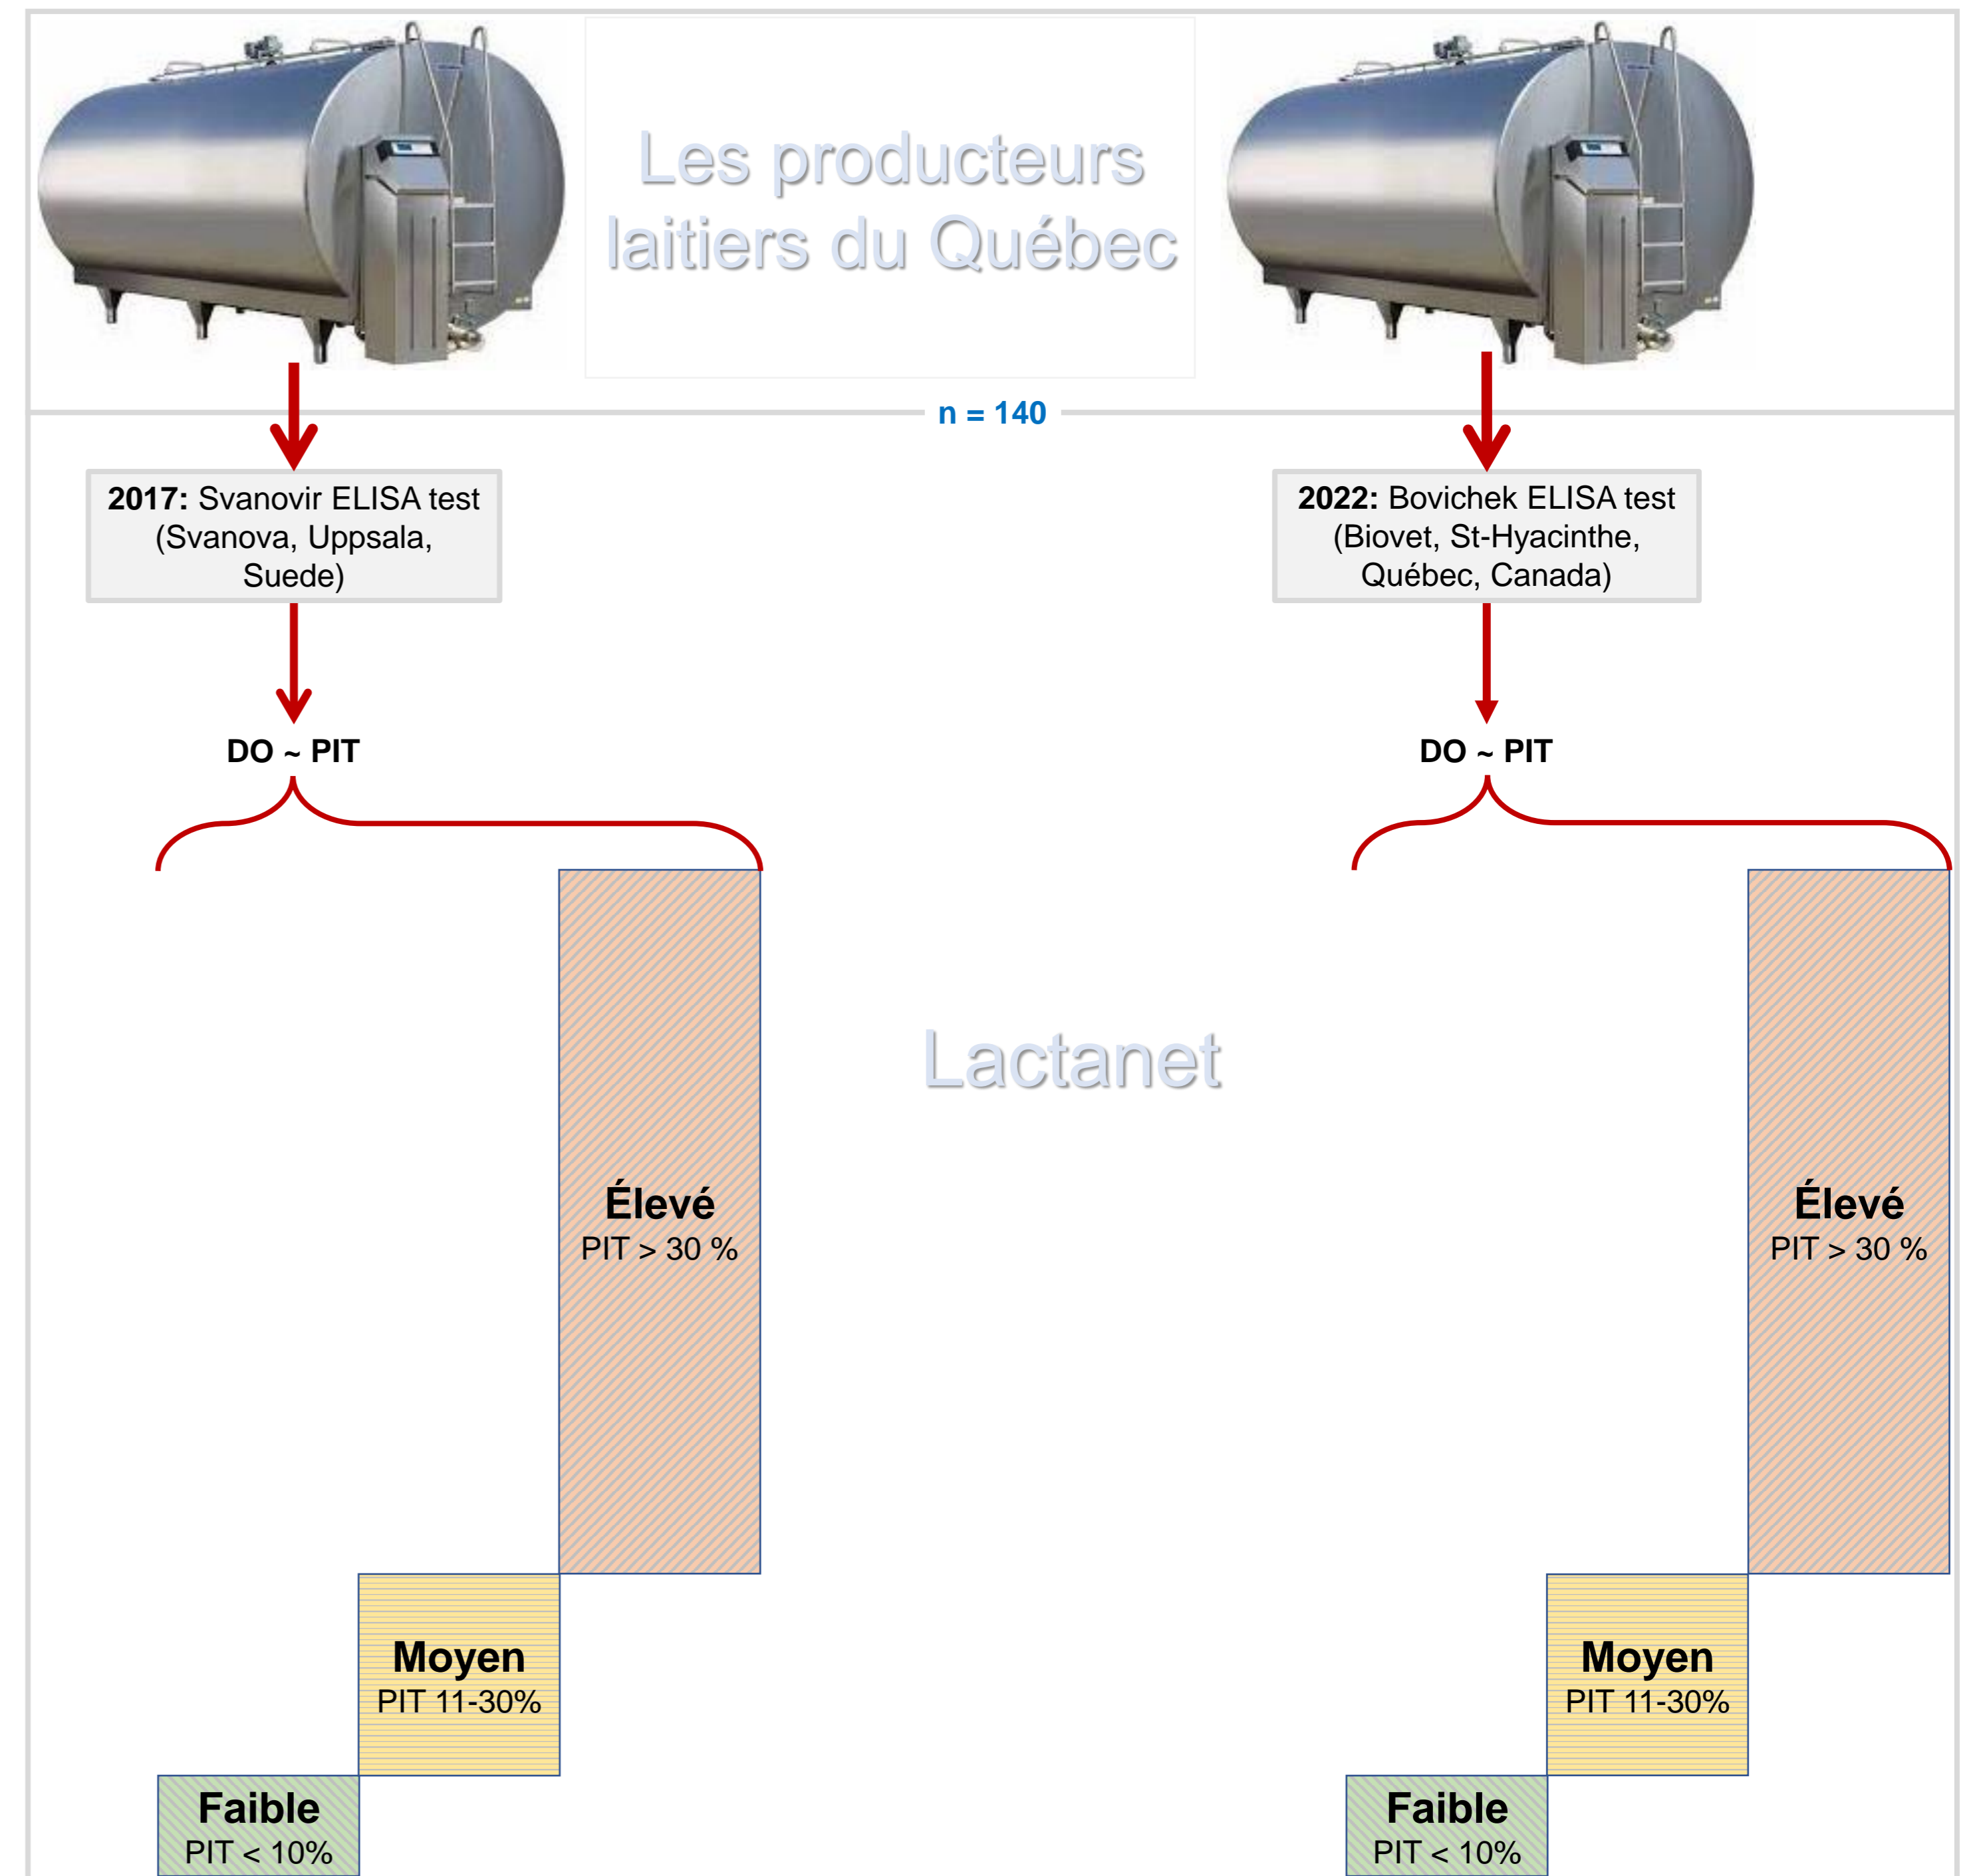 Les producteurs
laitiers du Québec
n = 140
2017: Svanovir ELISA test
(Svanova, Uppsala,
Suede)
2022: Bovichek ELISA test
(Biovet, St-Hyacinthe,
Québec, Canada)
DO ~ PIT
DO ~ PIT
Lactanet
Élevé
PIT > 30 %
Élevé
PIT > 30 %
Moyen
PIT 11-30%
Moyen
PIT 11-30%
Faible
PIT < 10%
Faible
PIT < 10%